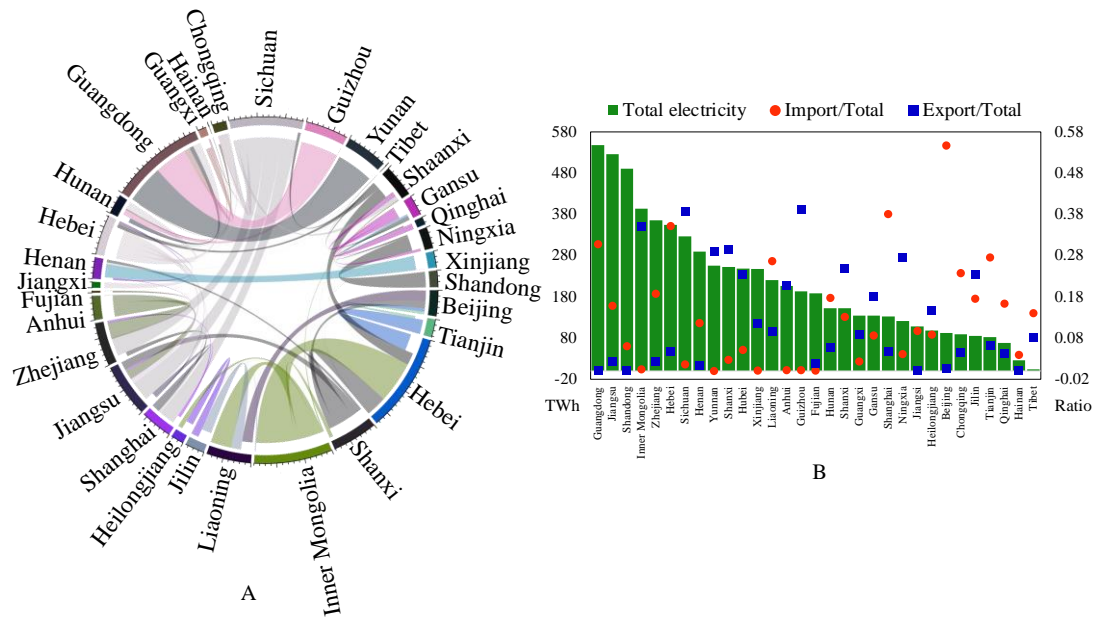 Sichuan
Guizhou
Yunan
Tibet
Shaanxi
Gansu
Qinghai
Ningxia
Xinjiang
Shandong
Beijing
Tianjin
Hebei
Shanxi
Inner Mongolia
Liaoning
Jilin
Heilongjiang
Shanghai
Jiangsu
Zhejiang
Anhui
Fujian
Jiangxi
Henan
Hebei
Hunan
Guangdong
Guangxi
Hainan
Chongqing
A
Total electricity Import/Total Export/Total
580 0.58
480 0.48
380 0.38
280 0.28
180 0.18
80 0.08
-20 -0.02
TWh Ratio
Guangdong
Jiangsu
Shandong
Inner Mongolia
Zhejiang
Hebei
Sichuan
Henan
Yunnan
Shanxi
Hubei
Xinjiang
Liaoning
Anhui
Guizhou
Fujian
Hunan
Shanxi
Guangxi
Gansu
Shanghai
Ningxia
Jiangsi
Heilongjiang
Beijing
Chongqing
Jilin
Tianjin
Qinghai
Hainan
Tibet
B